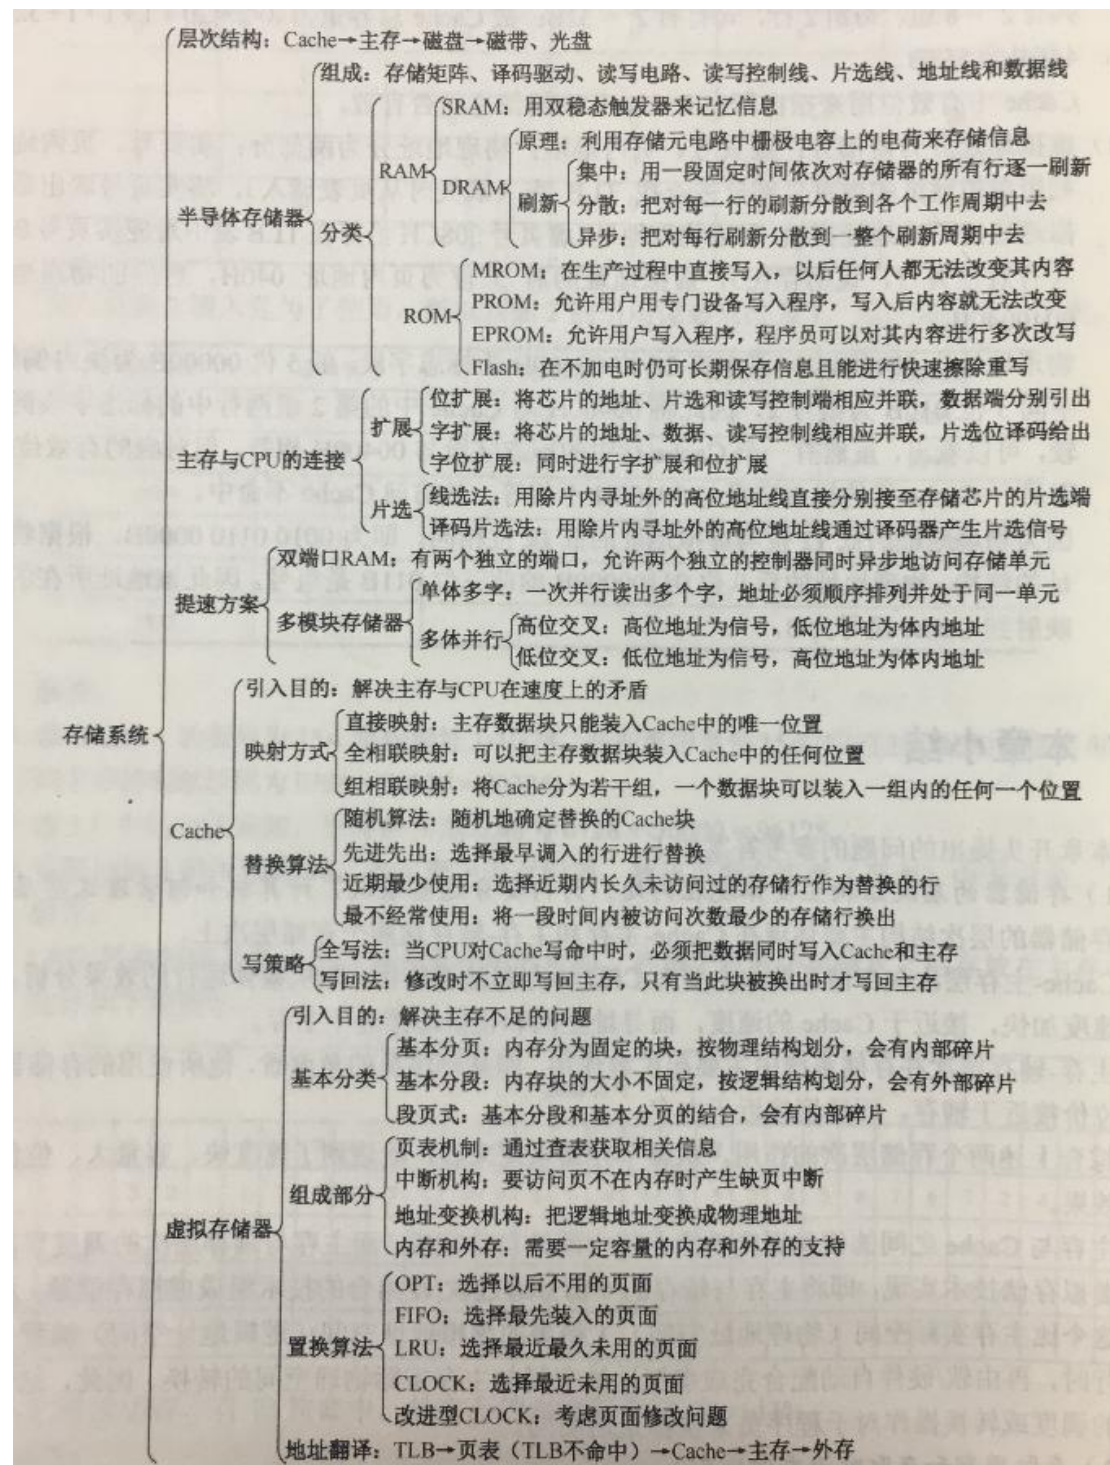 层次结构：Cache→主存→磁盘→磁带、光盘
组成：存储矩阵、译码驱动、读写电路、读写控制线、片选线、地址线和数据线
SRAM：用双稳态触发器来记忆信息
原理：利用存储元电路中栅极电容上的电荷来存储信息
RAM
DRAM
集中：用一段固定时间依次对存储器的所有行逐一刷新
刷新
分散：把对每一行的刷新分散到各个工作周期中去
半导体存储器
分类
异步：把对每行刷新分散到一整个刷新周期中去
MROM：在生产过程中直接写入，以后任何人都无法改变其内容
PROM：允许用户用专门设备写入程序，写入后内容就无法改变
ROM
EPROM：允许用户写入程序，程序员可以对其内容进行多次改写
Flash：在不加电时仍可长期保存信息且能进行快速擦除重写
位扩展：将芯片的地址、片选和读写控制端相应并联，数据端分别引出
扩展
字扩展：将芯片的地址、数据、读写控制线相应并联，片选位译码给出
主存与CPU的连接
字位扩展：同时进行字扩展和位扩展
片选
线选法：用除片内寻址外的高位地址线直接分别接至存储芯片的片选端
译码片选法：用除片内寻址外的高位地址线通过译码器产生片选信号
双端口RAM：有两个独立的端口，允许两个独立的控制器同时异步地访问存储单元
提速方案
单体多字：一次并行读出多个字，地址必须顺序排列并处于同一单元
多模块存储器
高位交叉：高位地址为信号，低位地址为体内地址
多体并行
低位交叉：低位地址为信号，高位地址为体内地址
引入目的：解决主存与CPU在速度上的矛盾
存储系统
直接映射：主存数据块只能装入Cache中的唯一位置
映射方式
全相联映射：可以把主存数据块装入Cache中的任何位置
组相联映射：将Cache分为若干组，一个数据块可以装入一组内的任何一个位置
Cache
随机算法：随机地确定替换的Cache块
替换算法
先进先出：选择最早调入的行进行替换
近期最少使用：选择近期内长久未访问过的存储行作为替换的行
最不经常使用：将一段时间内被访问次数最少的存储行换出
写策略
全写法：当CPU对Cache写命中时，必须把数据同时写入Cache和主存
写回法：修改时不立即写回主存，只有当此块被换出时才写回主存
引入目的：解决主存不足的问题
基本分页：内存分为固定的块，按物理结构划分，会有内部碎片
基本分类
基本分段：内存块的大小不固定，按逻辑结构划分，会有外部碎片
段页式：基本分段和基本分页的结合，会有内部碎片
页表机制：通过查表获取相关信息
中断机构：要访问页不在内存时产生缺页中断
组成部分
地址变换机构：把逻辑地址变换成物理地址
虚拟存储器
内存和外存：需要一定容量的内存和外存的支持
OPT：选择以后不用的页面
FIFO：选择最先装入的页面
置换算法
LRU：选择最近最久未用的页面
CLOCK：选择最近未用的页面
改进型CLOCK：考虑页面修改问题
地址翻译：TLB→页表（TLB不命中）→Cache→主存→外存